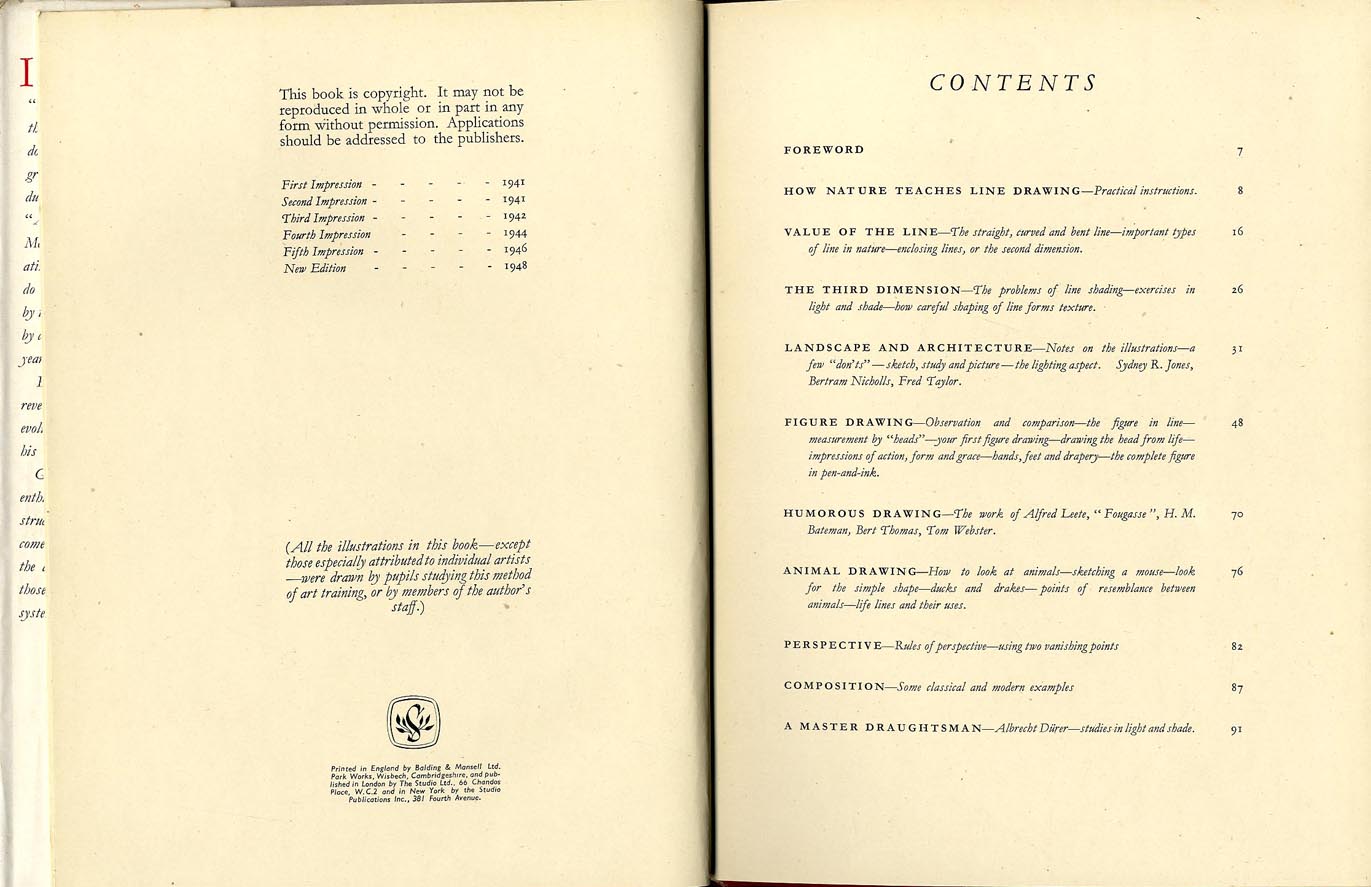 I
“
du
“
do
by
by
year
reve
evol
his
enth
stru
come
the
those
syste
This book is copyright. It may not be
reproduced in whole or in part in any
form without permission. Applications
should be addressed to the publishers.
First Impression - - - - - 1941
Second Impression - - - - - 1941
Third Impression - - - - - 1942
Fourth Impression - - - - 1944
Fifth Impression - - - - - 1946
New Edition - - - - - 1948
(All the illustrations in this book—except
those especially attributed to individual artists
—were drawn by pupils studying this method
of art training, or by members of the author's
staff.)
S
Printed in England by Balding & Mansell Ltd.
Park Works, Wisbech, Cambridgeshire, and pub-
lished in London by The Studio Ltd., 66 Chandos
Place, W.C.2 and in New York by the Studio
Publications Inc., 381 Fourth Avenue.
CONTENTS
FOREWORD 7
HOW NATURE TEACHES LINE DRAWING—Practical instructions. 8
VALUE OF THE LINE—The straight, curved and bent line—important types 16
of line in nature—enclosing lines, or the second dimension.
THE THIRD DIMENSION—The problems of line shading—exercises in 26
light and shade—how careful shaping of line forms texture.
LANDSCAPE AND ARCHITECTURE—Notes on the illustrations—a 31
few “don'ts” — sketch, study and picture — the lighting aspect. Sydney R. Jones,
Bertram Nicholls, Fred Taylor.
FIGURE DRAWING—Observation and comparison—the figure in line— 48
measurement by “heads”—your first figure drawing—drawing the head from life—
impressions of action, form and grace—hands, feet and drapery—the complete figure
in pen-and-ink.
HUMOROUS DRAWING—The work of Alfred Leete, “ Fougasse ”, H. M. 70
Bateman, Bert Thomas, Tom Webster.
ANIMAL DRAWING—How to look at animals—sketching a mouse—look 76
for the simple shape—ducks and drakes— points of resemblance between
animals—life lines and their uses.
PERSPECTIVE—Rules of perspective—using two vanishing points 82
COMPOSITION—Some classical and modern examples 87
A MASTER DRAUGHTSMAN—Albrecht Dürer—studies in light and shade. 91